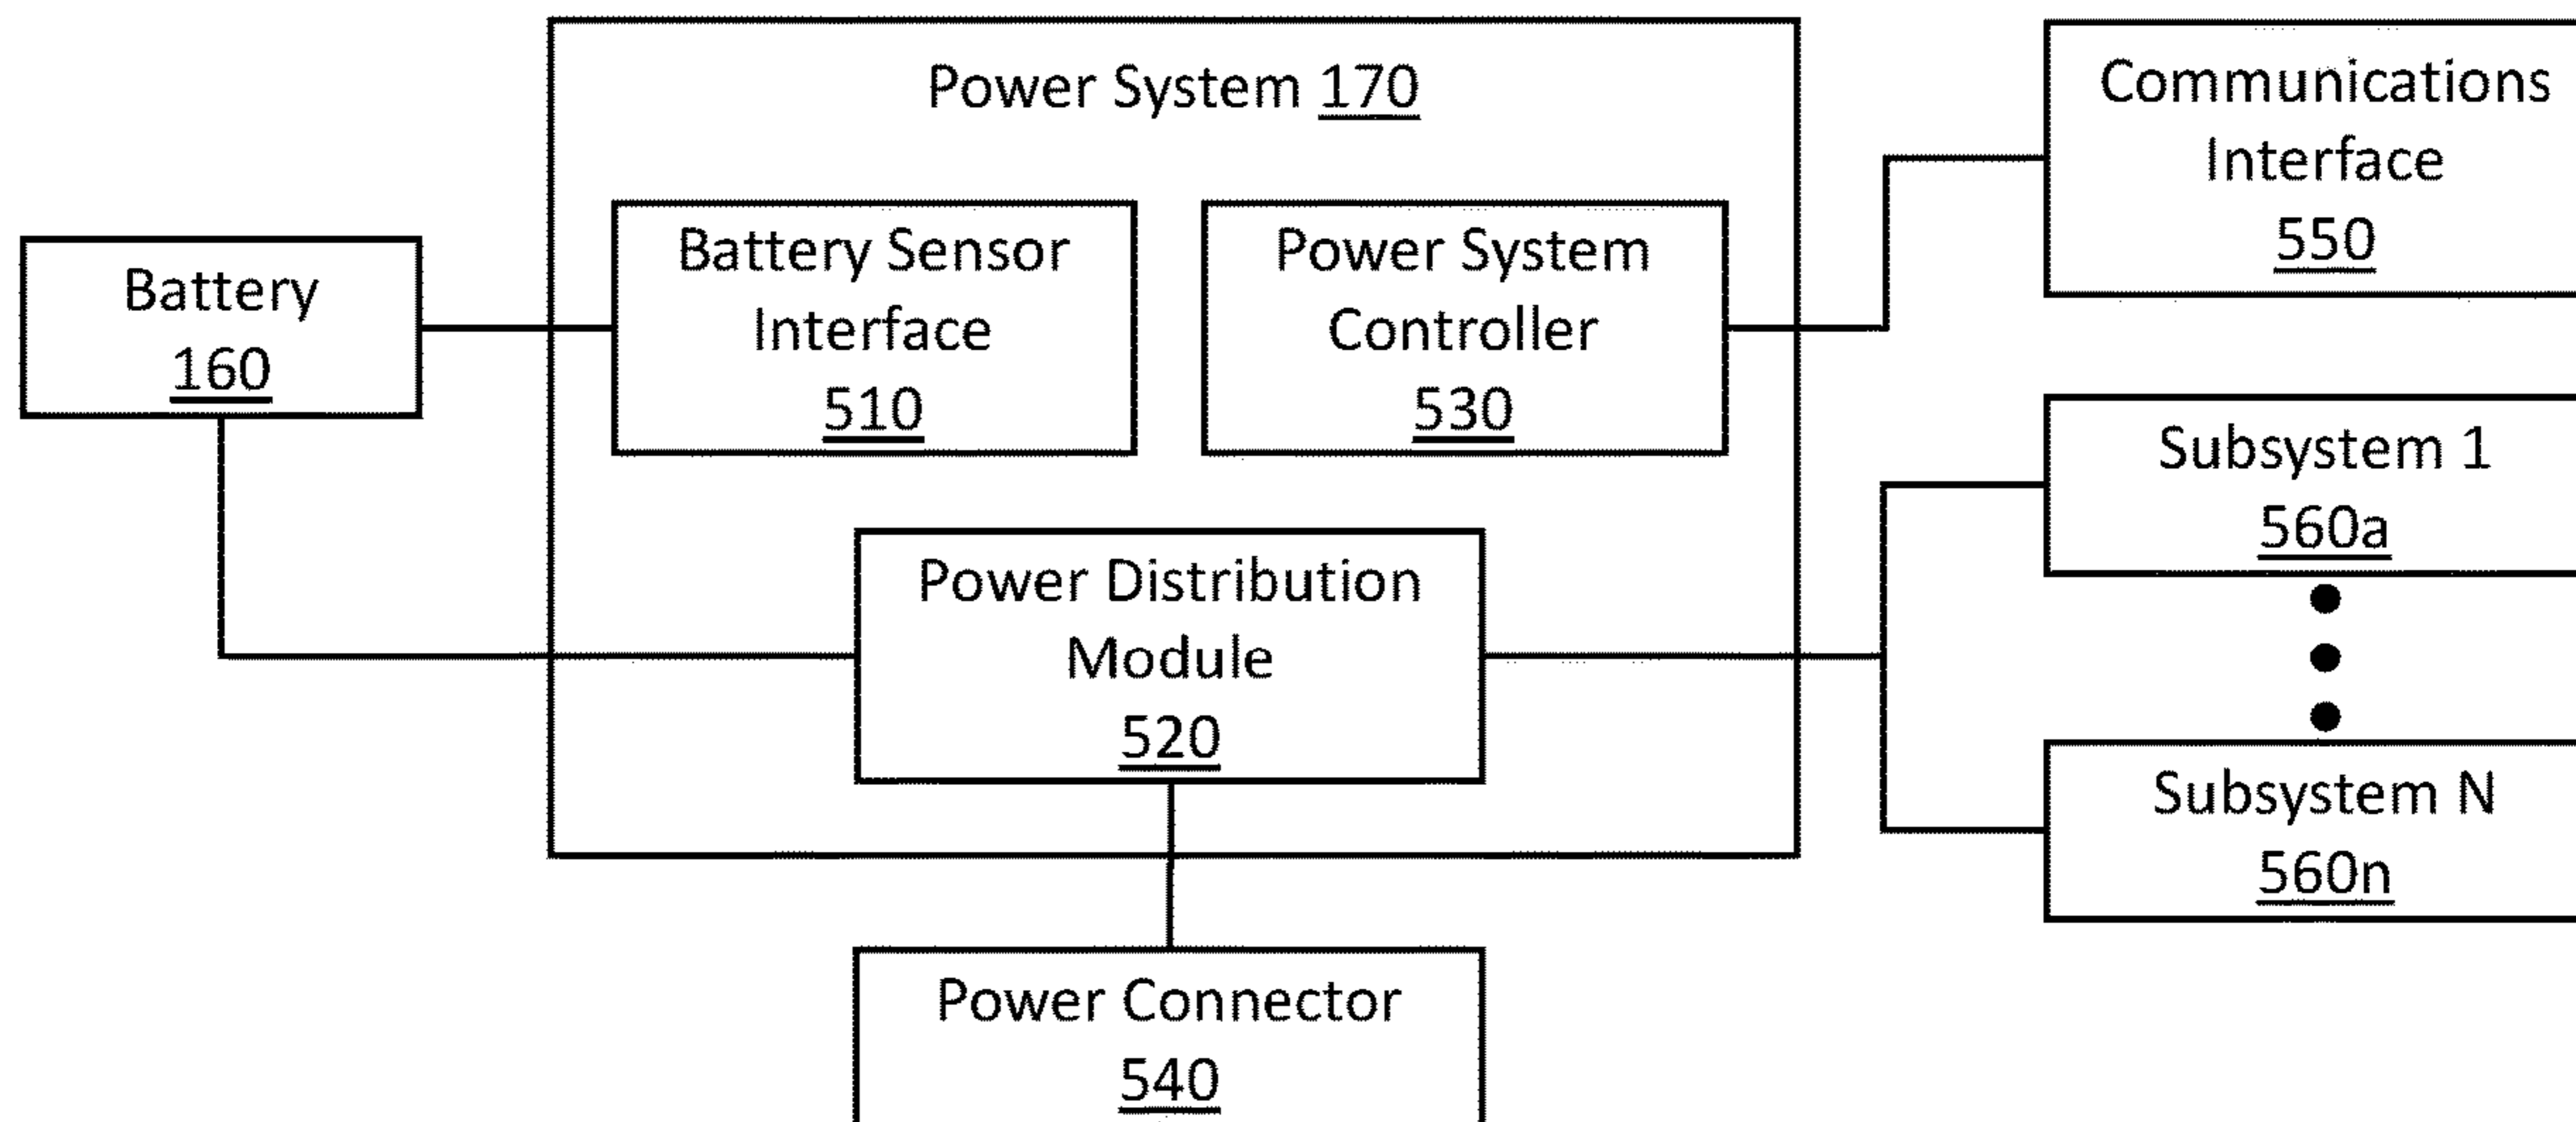 Power System 170
Battery
160
Battery Sensor
Interface
510
Power System
Controller
530
Communications
Interface
550
Power Distribution
Module
520
Subsystem 1
560a
Subsystem N
560n
Power Connector
540